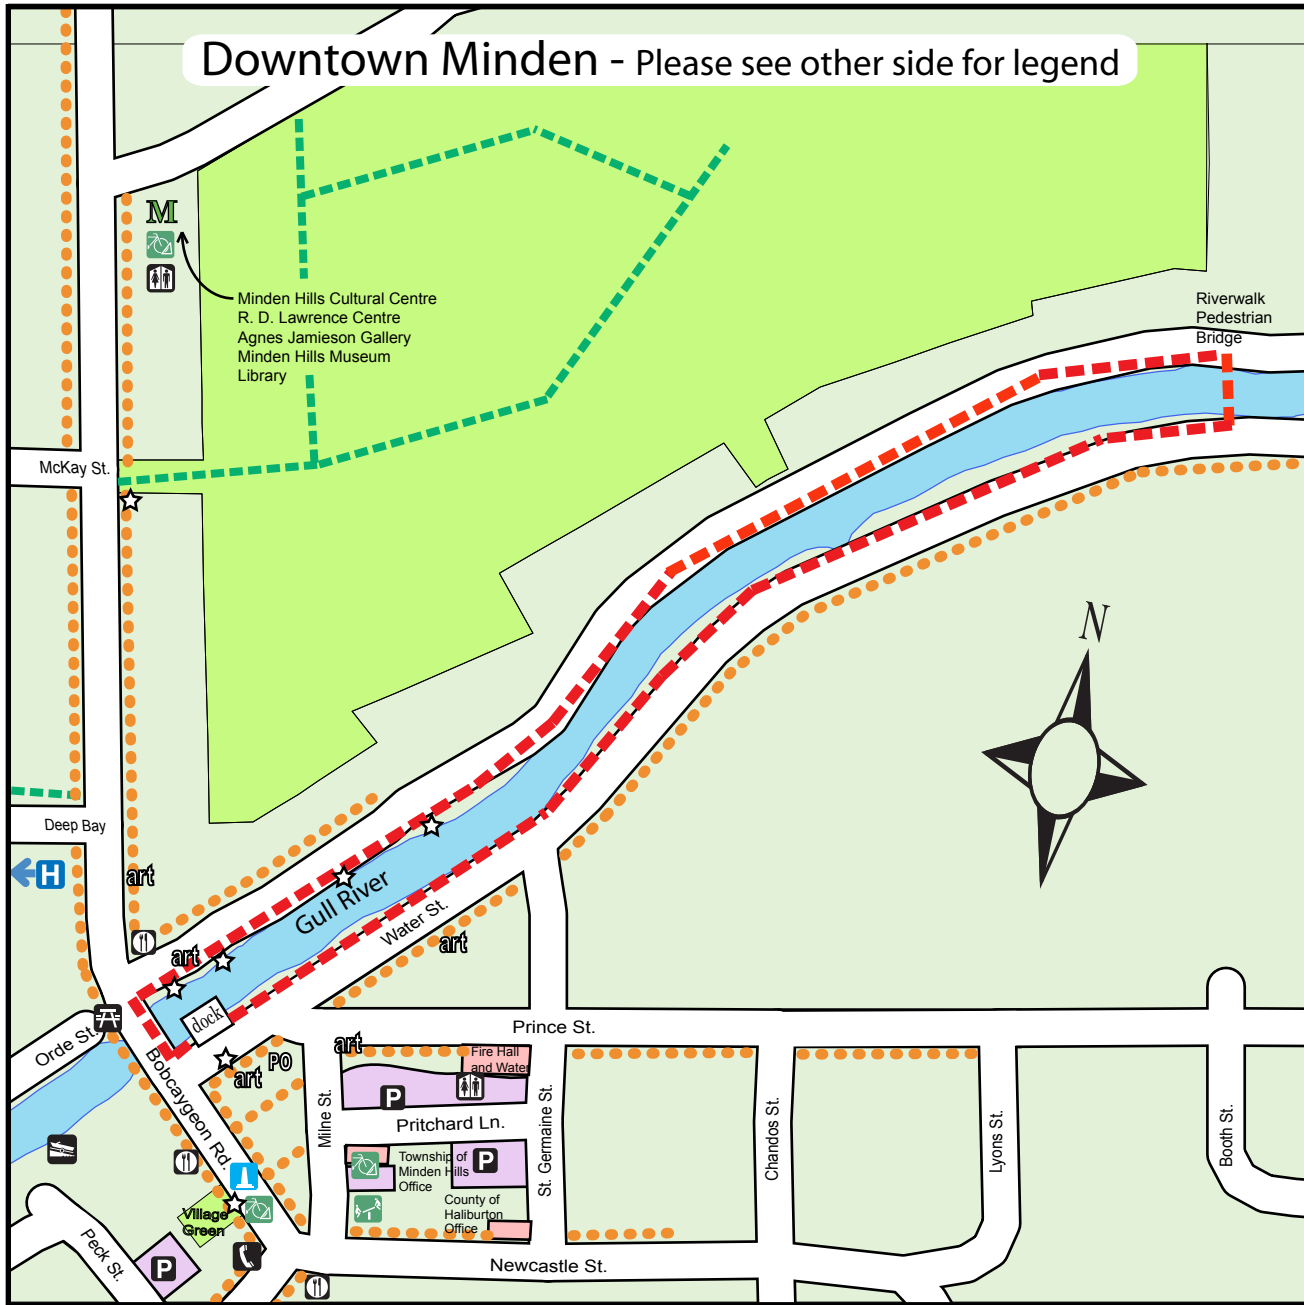 Downtown Minden - Please see other side for legend
M
Minden Hills Cultural Centre
R. D. Lawrence Centre
Agnes Jamieson Gallery
Minden Hills Museum
Library
Riverwalk
Pedestrian
Bridge
McKay St.
N
Deep Bay
H
art
art
Gull River
Water St.
art
dock
Orde St.
Prince St.
art
PO
art
Fire Hall
and Water
Bobcaygeon Rd.
Milne St.
P
Pritchard Ln.
St. Germaine St.
Chandos St.
Lyons St.
Booth St.
Township of
Minden Hills
Office
P
County of
Haliburton
Office
Village
Green
Peck St.
P
Newcastle St.